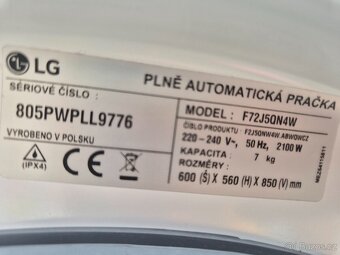 LG
PLNĚ AUTOMATICKÁ PRAČKA
SÉRIOVÉ ČÍSLO :
805PWPLL9776
VYROBENO V POLSKU
(IPX4)
MODEL : F72J5QN4W
ČÍSLO PRODUKTU : F2J5QNW4W.ABWQWCZ
220-240 V~, 50 Hz, 2100 W
KAPACITA : 7 kg
ROZMĚRY :
600 (Š) X 560 (H) X 850 (V) mm